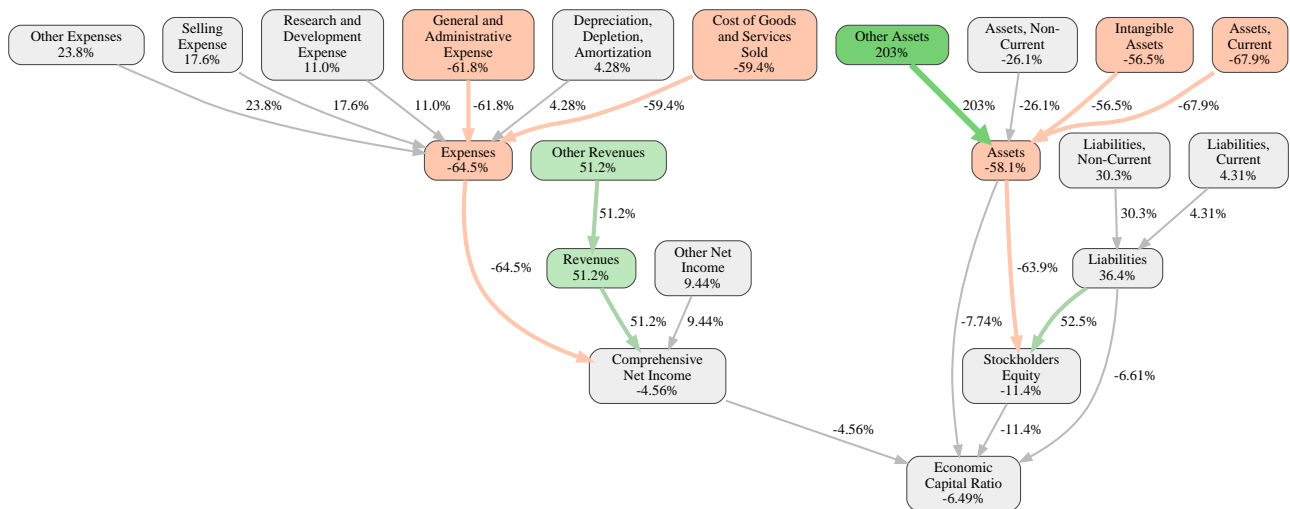 Other Expenses
23.8%
Selling
Expense
17.6%
Research and
Development
Expense
11.0%
General and
Administrative
Expense
-61.8%
Depreciation,
Depletion,
Amortization
4.28%
Cost of Goods
and Services
Sold
-59.4%
Other Assets
203%
Assets, Non-
Current
-26.1%
Intangible
Assets
-56.5%
Assets,
Current
-67.9%
23.8%
17.6%
11.0%
-61.8%
4.28%
-59.4%
203%
-26.1%
-56.5%
-67.9%
Expenses
-64.5%
Other Revenues
51.2%
Assets
-58.1%
Liabilities,
Non-Current
30.3%
Liabilities,
Current
4.31%
51.2%
30.3%
4.31%
-64.5%
Revenues
51.2%
Other Net
Income
9.44%
-63.9%
Liabilities
36.4%
51.2%
9.44%
-7.74%
52.5%
Comprehensive
Net Income
-4.56%
Stockholders
Equity
-11.4%
-6.61%
-4.56%
-11.4%
Economic
Capital Ratio
-6.49%